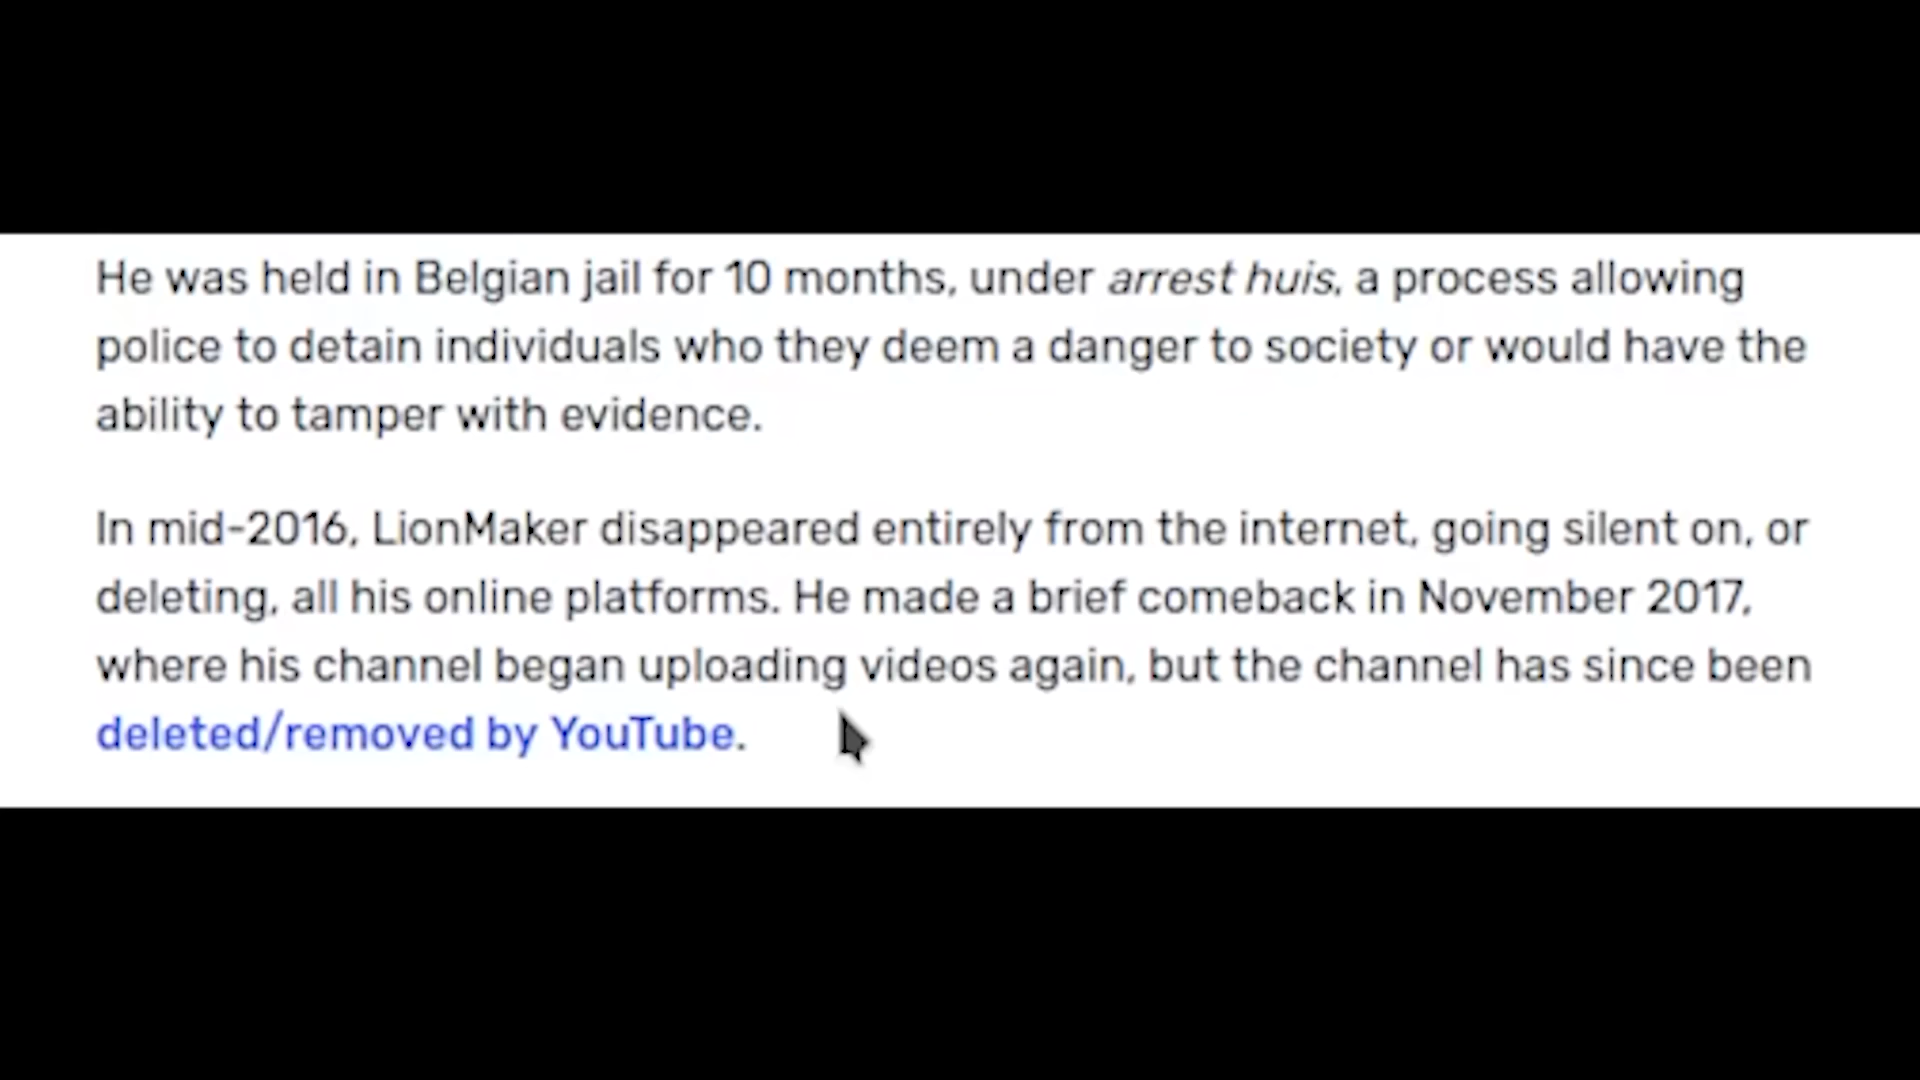 He was held in Belgian jail for 10 months, under arrest huis, a process allowing
police to detain individuals who they deem a danger to society or would have the
ability to tamper with evidence.
In mid-2016, LionMaker disappeared entirely from the internet, going silent on, or
deleting, all his online platforms. He made a brief comeback in November 2017,
where his channel began uploading videos again, but the channel has since been
deleted/removed by YouTube.